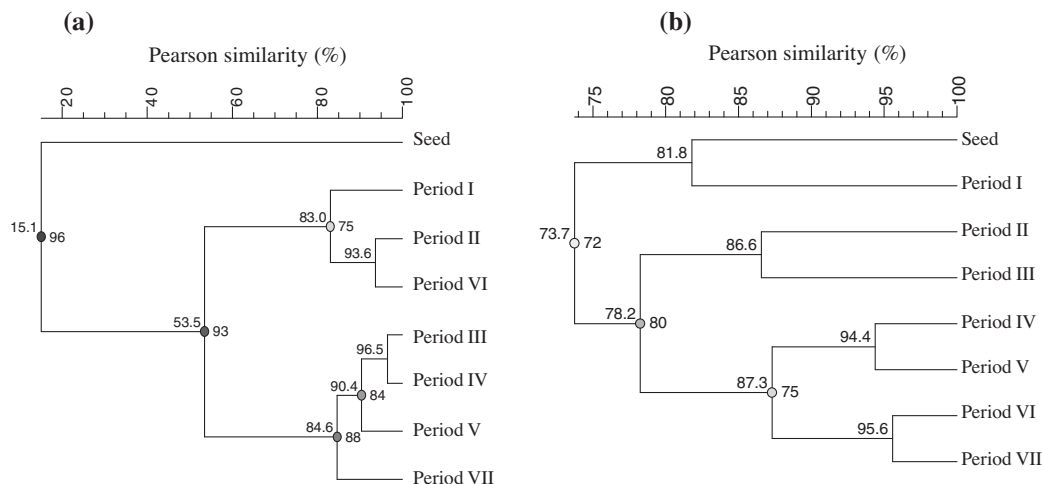 (a)
Pearson similarity (%)
20 40 60 80 100
Seed
Period I
83.0 75
15.1 96
Period II
93.6
Period VI
53.5 93
Period III
96.5
Period IV
90.4 84
Period V
84.6 88
Period VII
(b)
Pearson similarity (%)
75 80 85 90 95 100
Seed
81.8
Period I
Period II
73.7 72
86.6
Period III
78.2 80
Period IV
94.4
Period V
87.3 75
Period VI
95.6
Period VII